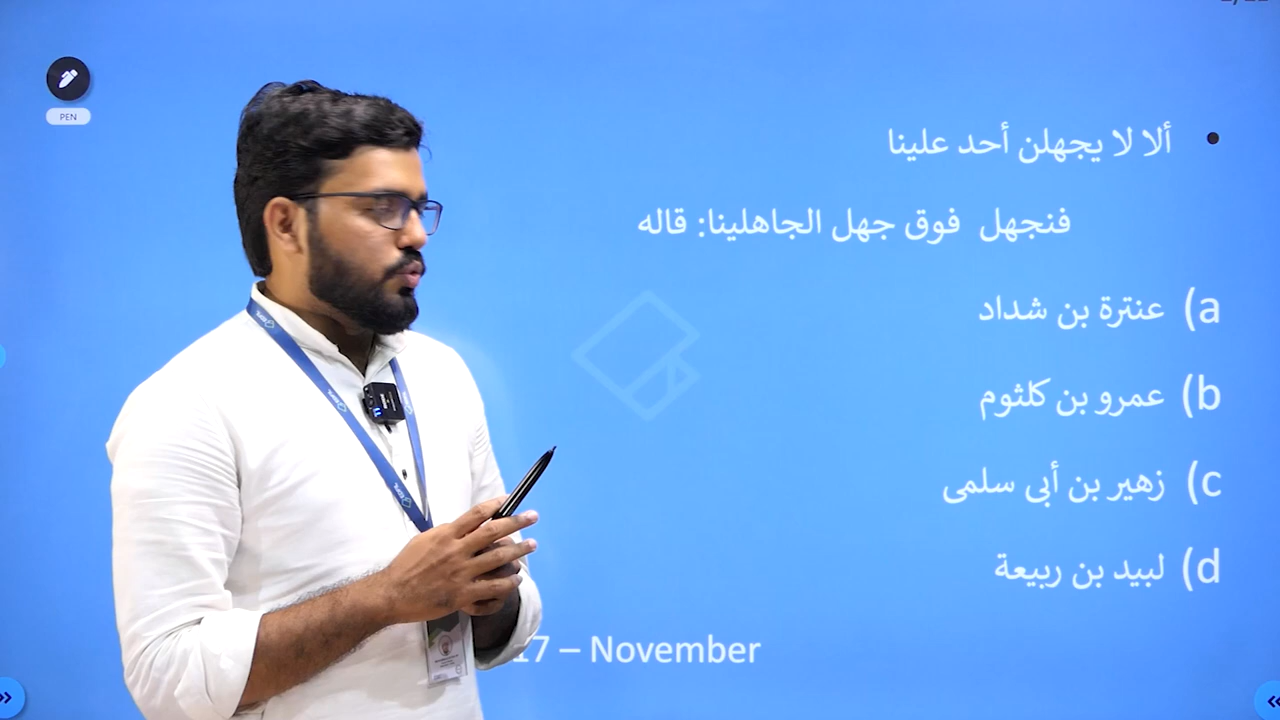 PEN
ألا لا يجهلن أحد علينا
فنجهل فوق جهل الجاهلينا: قاله
a) عنترة بن شداد
b) عمرو بن كلثوم
c) زهير بن أبى سلمى
d) لبيد بن ربيعة
17 – November